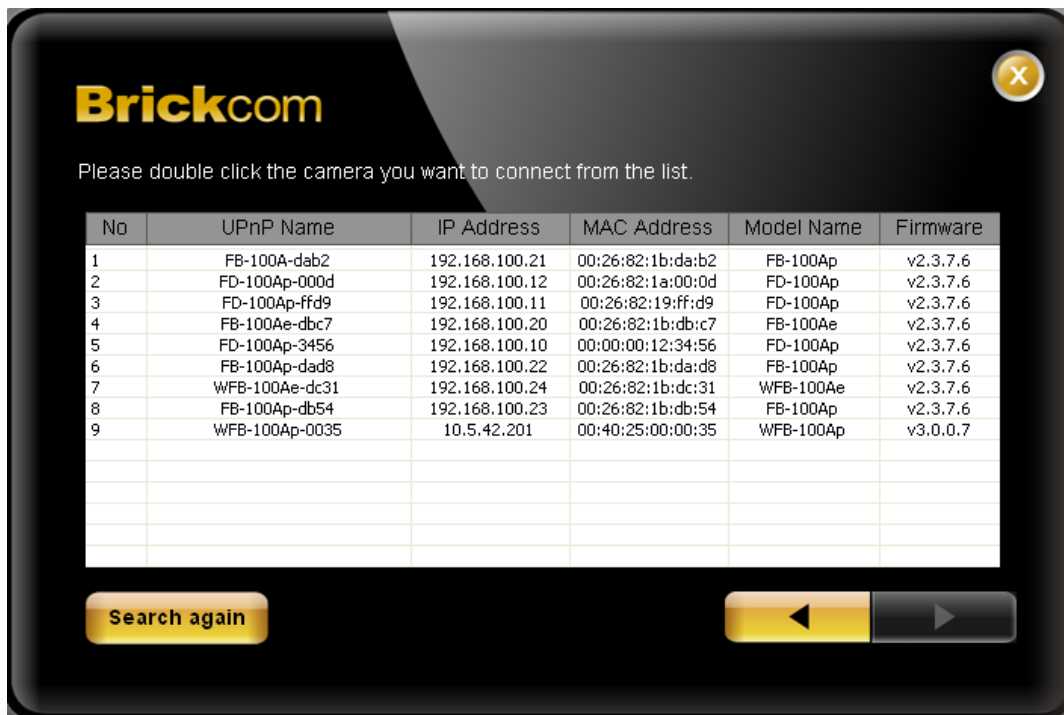 X
Brickcom
Please double click the camera you want to connect from the list.
No UPnP Name IP Address MAC Address Model Name Firmware
1 FB-100A-dab2 192.168.100.21 00:26:82:1b:da:b2 FB-100Ap v2.3.7.6
2 FD-100Ap-000d 192.168.100.12 00:26:82:1a:00:0d FD-100Ap v2.3.7.6
3 FD-100Ap-ffd9 192.168.100.11 00:26:82:19:ff:d9 FD-100Ap v2.3.7.6
4 FB-100Ae-dbc7 192.168.100.20 00:26:82:1b:db:c7 FB-100Ae v2.3.7.6
5 FD-100Ap-3456 192.168.100.10 00:00:00:12:34:56 FD-100Ap v2.3.7.6
6 FB-100Ap-dad8 192.168.100.22 00:26:82:1b:da:d8 FB-100Ap v2.3.7.6
7 WFB-100Ae-dc31 192.168.100.24 00:26:82:1b:dc:31 WFB-100Ae v2.3.7.6
8 FB-100Ap-db54 192.168.100.23 00:26:82:1b:db:54 FB-100Ap v2.3.7.6
9 WFB-100Ap-0035 10.5.42.201 00:40:25:00:00:35 WFB-100Ap v3.0.0.7
Search again